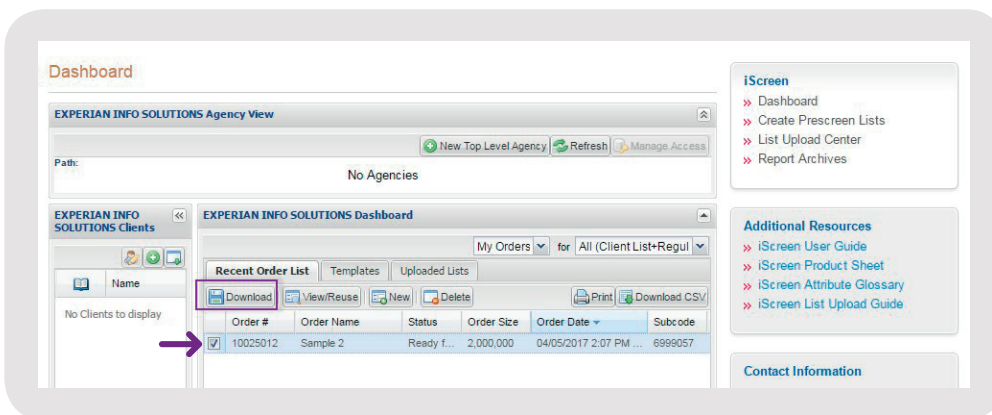 Dashboard
EXPERIAN INFO SOLUTIONS Agency View
New Top Level Agency Refresh Manage Access
Path:
No Agencies
EXPERIAN INFO
SOLUTIONS Clients
Name
No Clients to display
EXPERIAN INFO SOLUTIONS Dashboard
My Orders for All (Client List+Regul
Recent Order List Templates Uploaded Lists
Download View/Reuse New Delete Print Download CSV
Order # Order Name Status Order Size Order Date Subcode
10025012 Sample 2 Ready f... 2,000,000 04/05/2017 2:07 PM ... 6999057
iScreen
» Dashboard
» Create Prescreen Lists
» List Upload Center
» Report Archives
Additional Resources
» iScreen User Guide
» iScreen Product Sheet
» iScreen Attribute Glossary
» iScreen List Upload Guide
Contact Information